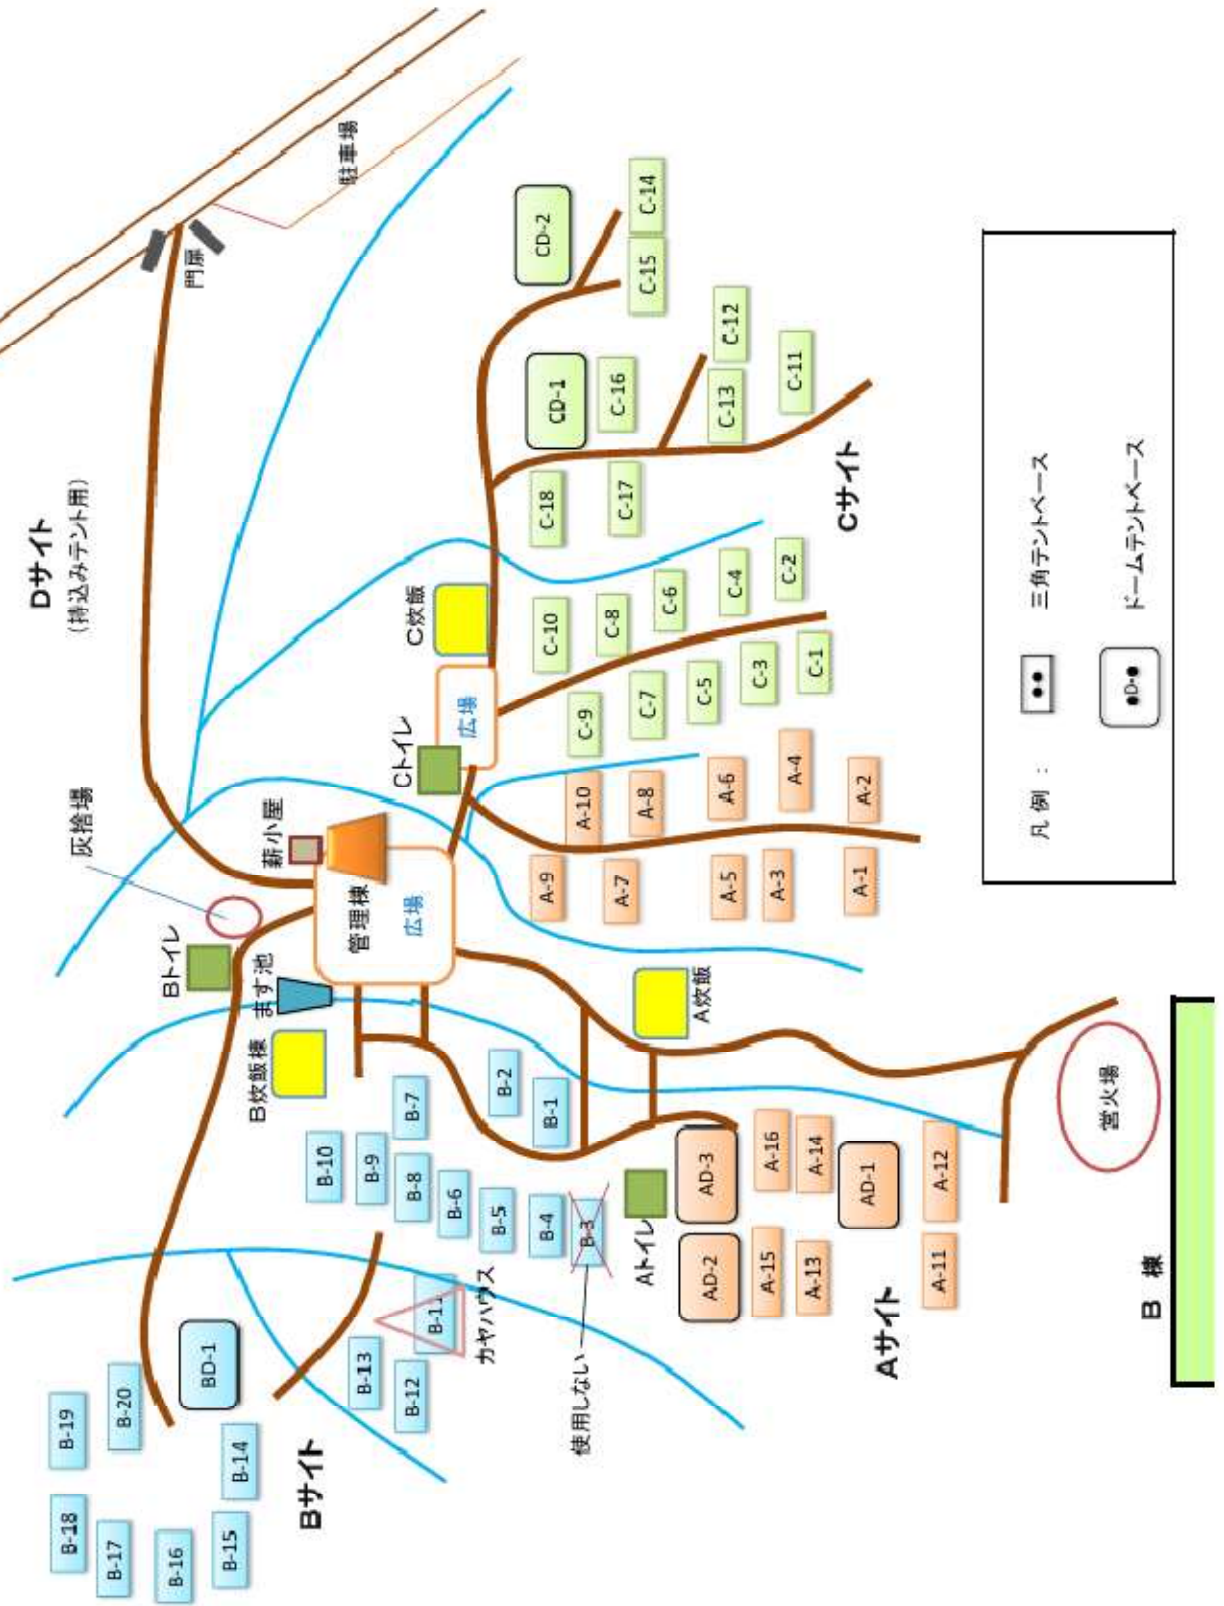 Dサイト
(持込みテント用)
駐車場
門扉
灰捨場
薪小屋
Cトイレ
広場
C炊飯
管理棟
広場
Bトイレ
ます池
B炊飯棟
A炊飯
CD-2
C-14
C-15
CD-1
C-16
C-12
C-13
C-11
C-18
C-17
Cサイト
C-10
C-8
C-6
C-4
C-2
C-9
C-7
C-5
C-3
C-1
A-10
A-8
A-6
A-4
A-2
A-9
A-7
A-5
A-3
A-1
B-2
B-1
B-7
B-10
B-9
B-8
B-6
B-5
B-4
B-3
使用しない
B-11
カヤハウス
B-13
B-12
BD-1
B-20
B-19
B-14
B-18
B-17
B-16
B-15
Bサイト
Aトイレ
AD-3
AD-2
A-16
A-14
A-15
A-13
AD-1
A-12
A-11
Aサイト
営火場
B 棟
凡例 :
●●
三角テントベース
●D-●
ドームテントベース